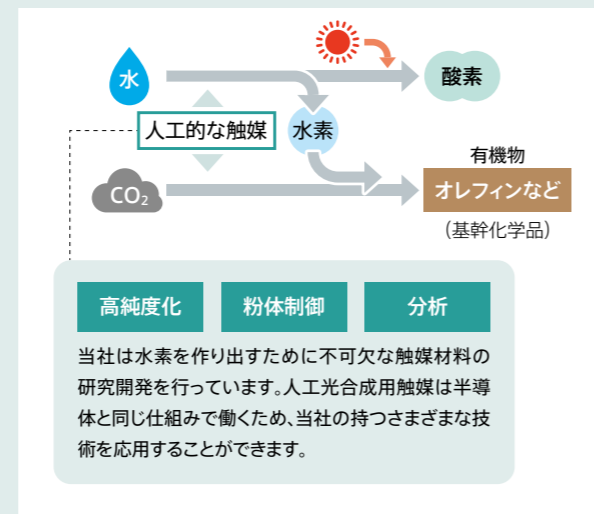 水
酸素
人工的な触媒
水素
CO₂
有機物
オレフィンなど
（基幹化学品）
高純度化
粉体制御
分析
当社は水素を作り出すために不可欠な触媒材料の
研究開発を行っています。人工光合成用触媒は半導
体と同じ仕組みで働くため、当社の持つさまざまな技
術を応用することができます。